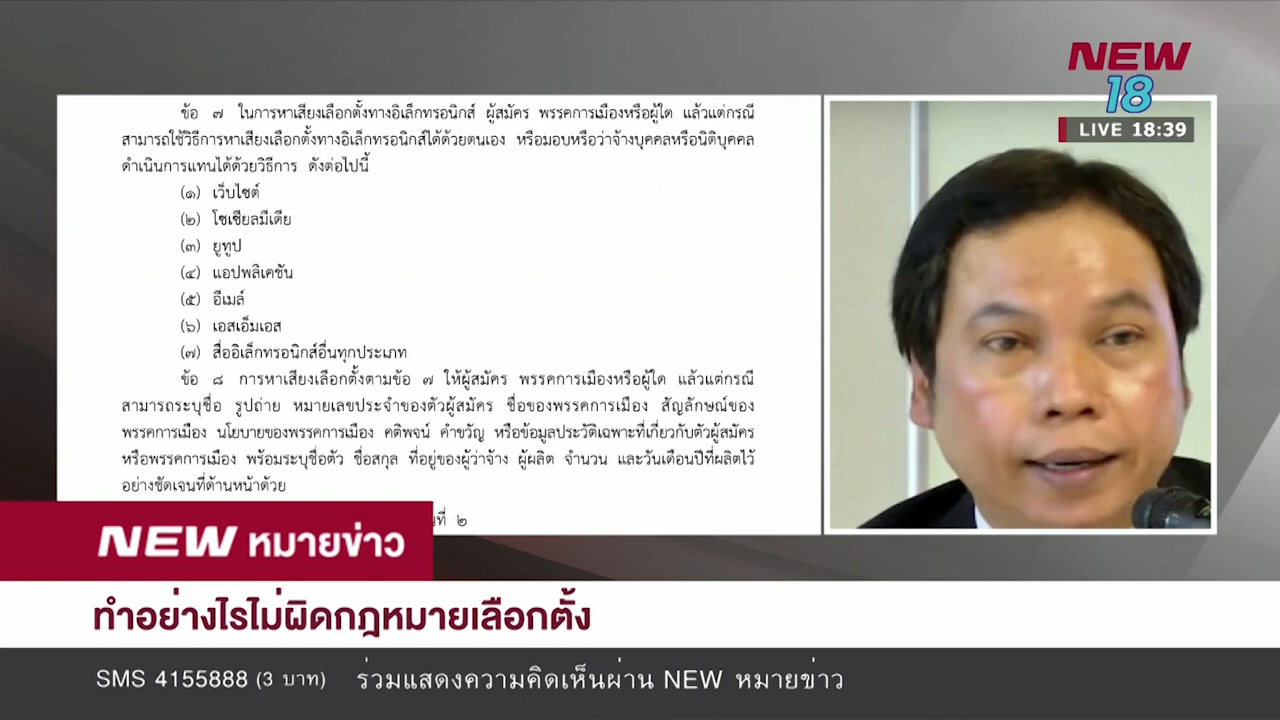 NEW
18
LIVE 18:39
ข้อ ๗ ในการหาเสียงเลือกตั้งทางอิเล็กทรอนิกส์ ผู้สมัคร พรรคการเมืองหรือผู้ใด แล้วแต่กรณี
สามารถใช้วิธีการหาเสียงเลือกตั้งทางอิเล็กทรอนิกส์ได้ด้วยตนเอง หรือมอบหรือว่าจ้างบุคคลหรือนิติบุคคล
ดำเนินการแทนได้ด้วยวิธีการ ดังต่อไปนี้
(๑) เว็บไซต์
(๒) โซเชียลมีเดีย
(๓) ยูทูป
(๔) แอปพลิเคชัน
(๕) อีเมล์
(๖) เอสเอ็มเอส
(๗) สื่ออิเล็กทรอนิกส์อื่นทุกประเภท
ข้อ ๘ การหาเสียงเลือกตั้งตามข้อ ๗ ให้ผู้สมัคร พรรคการเมืองหรือผู้ใด แล้วแต่กรณี
สามารถระบุชื่อ รูปถ่าย หมายเลขประจำของตัวผู้สมัคร ชื่อของพรรคการเมือง สัญลักษณ์ของ
พรรคการเมือง นโยบายของพรรคการเมือง คติพจน์ คำขวัญ หรือข้อมูลประวัติเฉพาะที่เกี่ยวกับตัวผู้สมัคร
หรือพรรคการเมือง พร้อมระบุชื่อตัว ชื่อสกุล ที่อยู่ของผู้ว่าจ้าง ผู้ผลิต จำนวน และวันเดือนปีที่ผลิตไว้
อย่างชัดเจนที่ด้านหน้าด้วย
ที่ ๒
NEW หมายข่าว
ทำอย่างไรไม่ผิดกฎหมายเลือกตั้ง
SMS 4155888 (3 บาท) ร่วมแสดงความคิดเห็นผ่าน NEW หมายข่าว